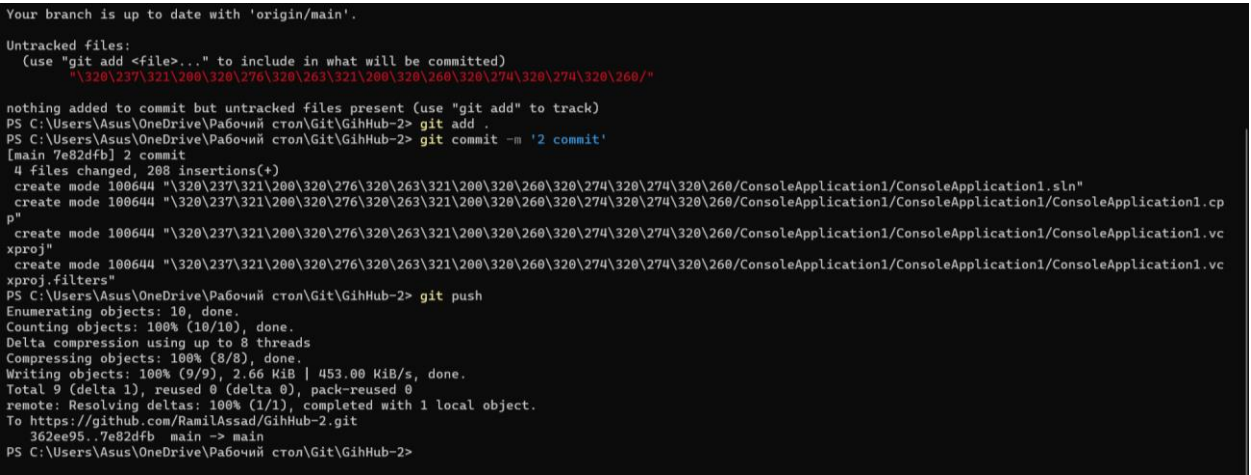 Your branch is up to date with 'origin/main'.
Untracked files:
(use "git add <file>..." to include in what will be committed)
"\320\237\321\200\320\276\320\263\321\200\320\260\320\274\320\274\320\260/"
nothing added to commit but untracked files present (use "git add" to track)
PS C:\Users\Asus\OneDrive\Рабочий стол\Git\GihHub-2> git add .
PS C:\Users\Asus\OneDrive\Рабочий стол\Git\GihHub-2> git commit -m '2 commit'
[main 7e82dfb] 2 commit
4 files changed, 208 insertions(+)
create mode 100644 "\320\237\321\200\320\276\320\263\321\200\320\260\320\274\320\274\320\260/ConsoleApplication1/ConsoleApplication1.sln"
create mode 100644 "\320\237\321\200\320\276\320\263\321\200\320\260\320\274\320\274\320\260/ConsoleApplication1/ConsoleApplication1/ConsoleApplication1.cp
p"
create mode 100644 "\320\237\321\200\320\276\320\263\321\200\320\260\320\274\320\274\320\260/ConsoleApplication1/ConsoleApplication1/ConsoleApplication1.vc
xproj"
create mode 100644 "\320\237\321\200\320\276\320\263\321\200\320\260\320\274\320\274\320\260/ConsoleApplication1/ConsoleApplication1/ConsoleApplication1.vc
xproj.filters"
PS C:\Users\Asus\OneDrive\Рабочий стол\Git\GihHub-2> git push
Enumerating objects: 10, done.
Counting objects: 100% (10/10), done.
Delta compression using up to 8 threads
Compressing objects: 100% (8/8), done.
Writing objects: 100% (9/9), 2.66 KiB | 453.00 KiB/s, done.
Total 9 (delta 1), reused 0 (delta 0), pack-reused 0
remote: Resolving deltas: 100% (1/1), completed with 1 local object.
To https://github.com/RamilAssad/GihHub-2.git
362ee95..7e82dfb main -> main
PS C:\Users\Asus\OneDrive\Рабочий стол\Git\GihHub-2>